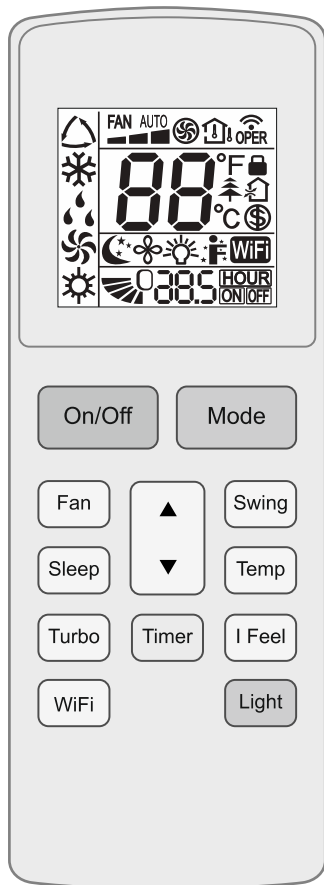 FAN AUTO
OPER
88 °F
°C $
WiFi
038.5 HOUR
ON OFF
On/Off Mode
Fan Swing
Sleep Temp
Turbo Timer I Feel
WiFi Light